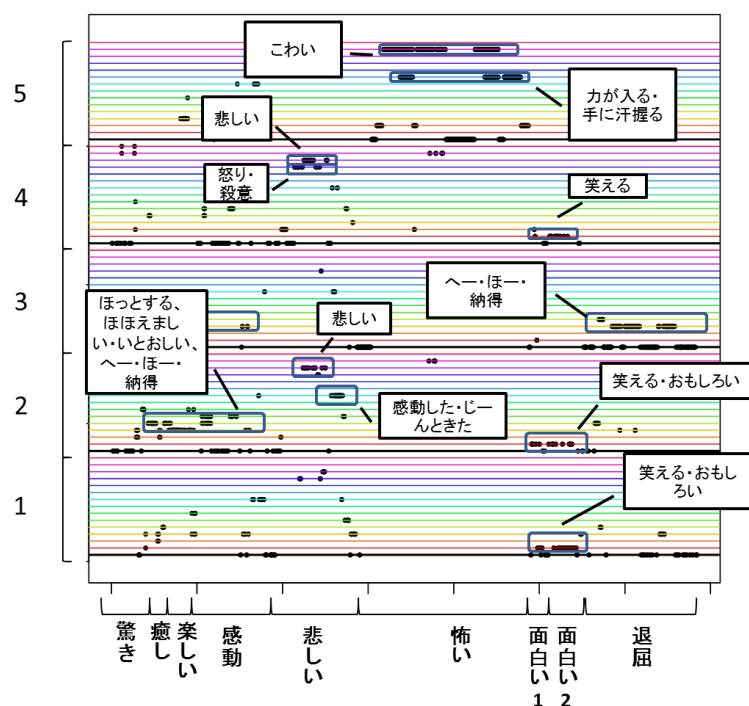 5
4
3
2
1
こわい
力が入る・
手に汗握る
悲しい
怒り・
殺意
笑える
へー・ほー・
納得
ほっとする、
ほほえまし
い・いとおしい、
へー・ほー・
納得
悲しい
感動した・じー
んときた
笑える・おもしろい
笑える・おもし
ろい
驚き
癒し
楽しい
感動
悲しい
怖い
面白い1
面白い2
退屈